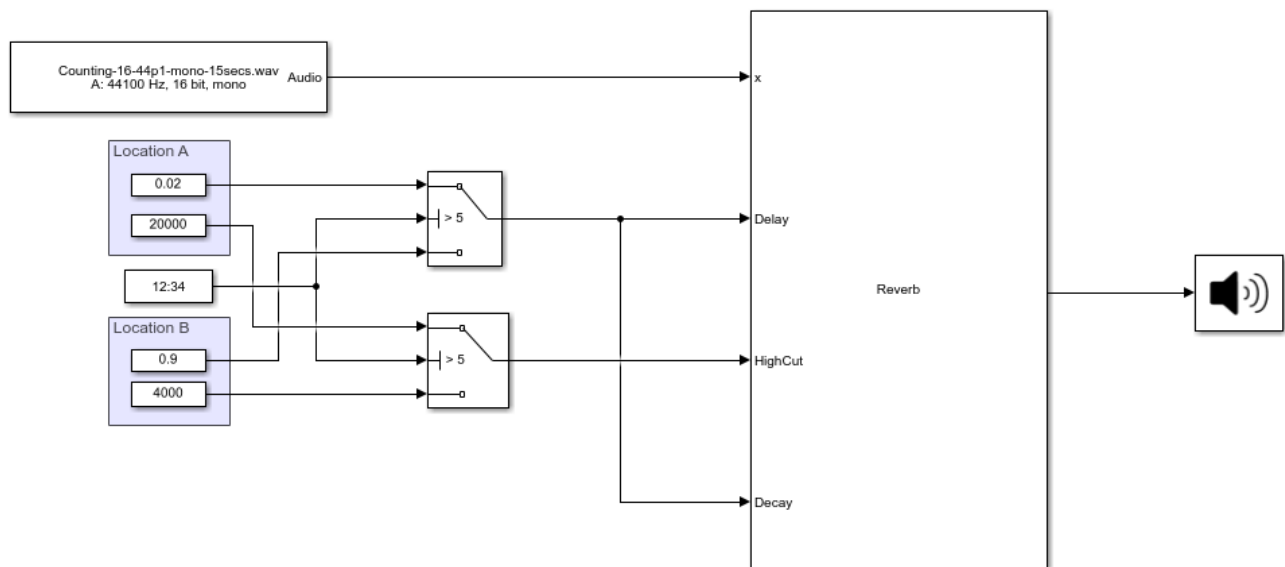 Counting-16-44p1-mono-15secs.wav
A: 44100 Hz, 16 bit, mono
Audio
x
Location A
0.02
20000
> 5
Delay
12:34
Reverb
Location B
0.9
4000
> 5
HighCut
Decay